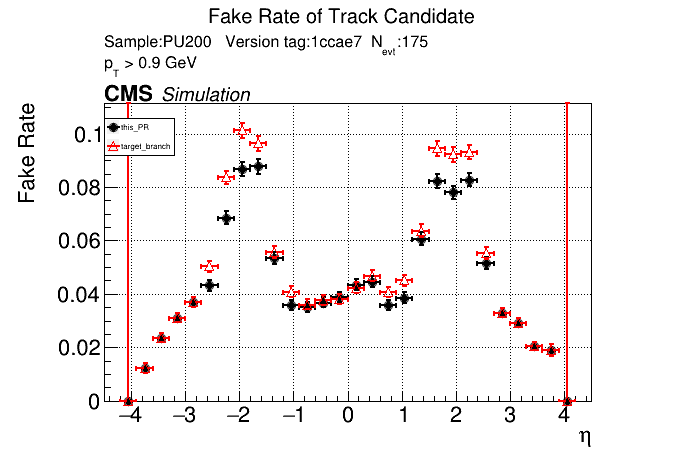 Fake Rate of Track Candidate
Sample:PU200 Version tag:1ccae7 N_evt:175
p_T > 0.9 GeV
CMS Simulation
Fake Rate
this_PR
target_branch
0.1
0.08
0.06
0.04
0.02
0
−4 −3 −2 −1 0 1 2 3 4
η